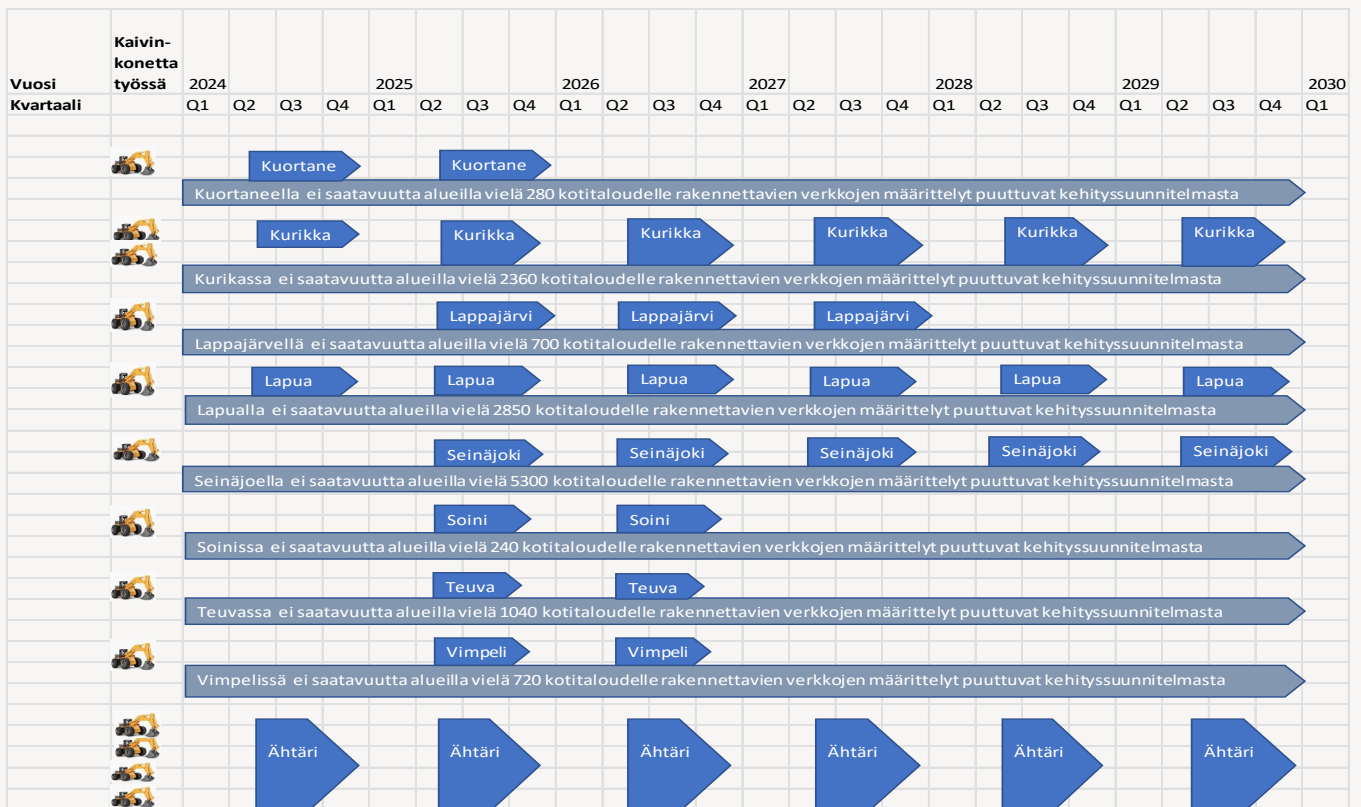 Kaivin-
konetta
Vuosi työssä 2024 2025 2026 2027 2028 2029 2030
Kvartaali Q1 Q2 Q3 Q4 Q1 Q2 Q3 Q4 Q1 Q2 Q3 Q4 Q1 Q2 Q3 Q4 Q1 Q2 Q3 Q4 Q1 Q2 Q3 Q4 Q1
Kuortane Kuortane
Kuortaneella ei saatavuutta alueilla vielä 280 kotitaloudelle rakennettavien verkkojen määrittelyt puuttuvat kehityssuunnitelmasta
Kurikka Kurikka Kurikka Kurikka Kurikka Kurikka
Kurikassa ei saatavuutta alueilla vielä 2360 kotitaloudelle rakennettavien verkkojen määrittelyt puuttuvat kehityssuunnitelmasta
Lappajärvi Lappajärvi Lappajärvi
Lappajärvellä ei saatavuutta alueilla vielä 700 kotitaloudelle rakennettavien verkkojen määrittelyt puuttuvat kehityssuunnitelmasta
Lapua Lapua Lapua Lapua Lapua Lapua
Lapualla ei saatavuutta alueilla vielä 2850 kotitaloudelle rakennettavien verkkojen määrittelyt puuttuvat kehityssuunnitelmasta
Seinäjoki Seinäjoki Seinäjoki Seinäjoki Seinäjoki
Seinäjoella ei saatavuutta alueilla vielä 5300 kotitaloudelle rakennettavien verkkojen määrittelyt puuttuvat kehityssuunnitelmasta
Soini Soini
Soinissa ei saatavuutta alueilla vielä 240 kotitaloudelle rakennettavien verkkojen määrittelyt puuttuvat kehityssuunnitelmasta
Teuva Teuva
Teuvassa ei saatavuutta alueilla vielä 1040 kotitaloudelle rakennettavien verkkojen määrittelyt puuttuvat kehityssuunnitelmasta
Vimpeli Vimpeli
Vimpelissä ei saatavuutta alueilla vielä 720 kotitaloudelle rakennettavien verkkojen määrittelyt puuttuvat kehityssuunnitelmasta
Ähtäri Ähtäri Ähtäri Ähtäri Ähtäri Ähtäri